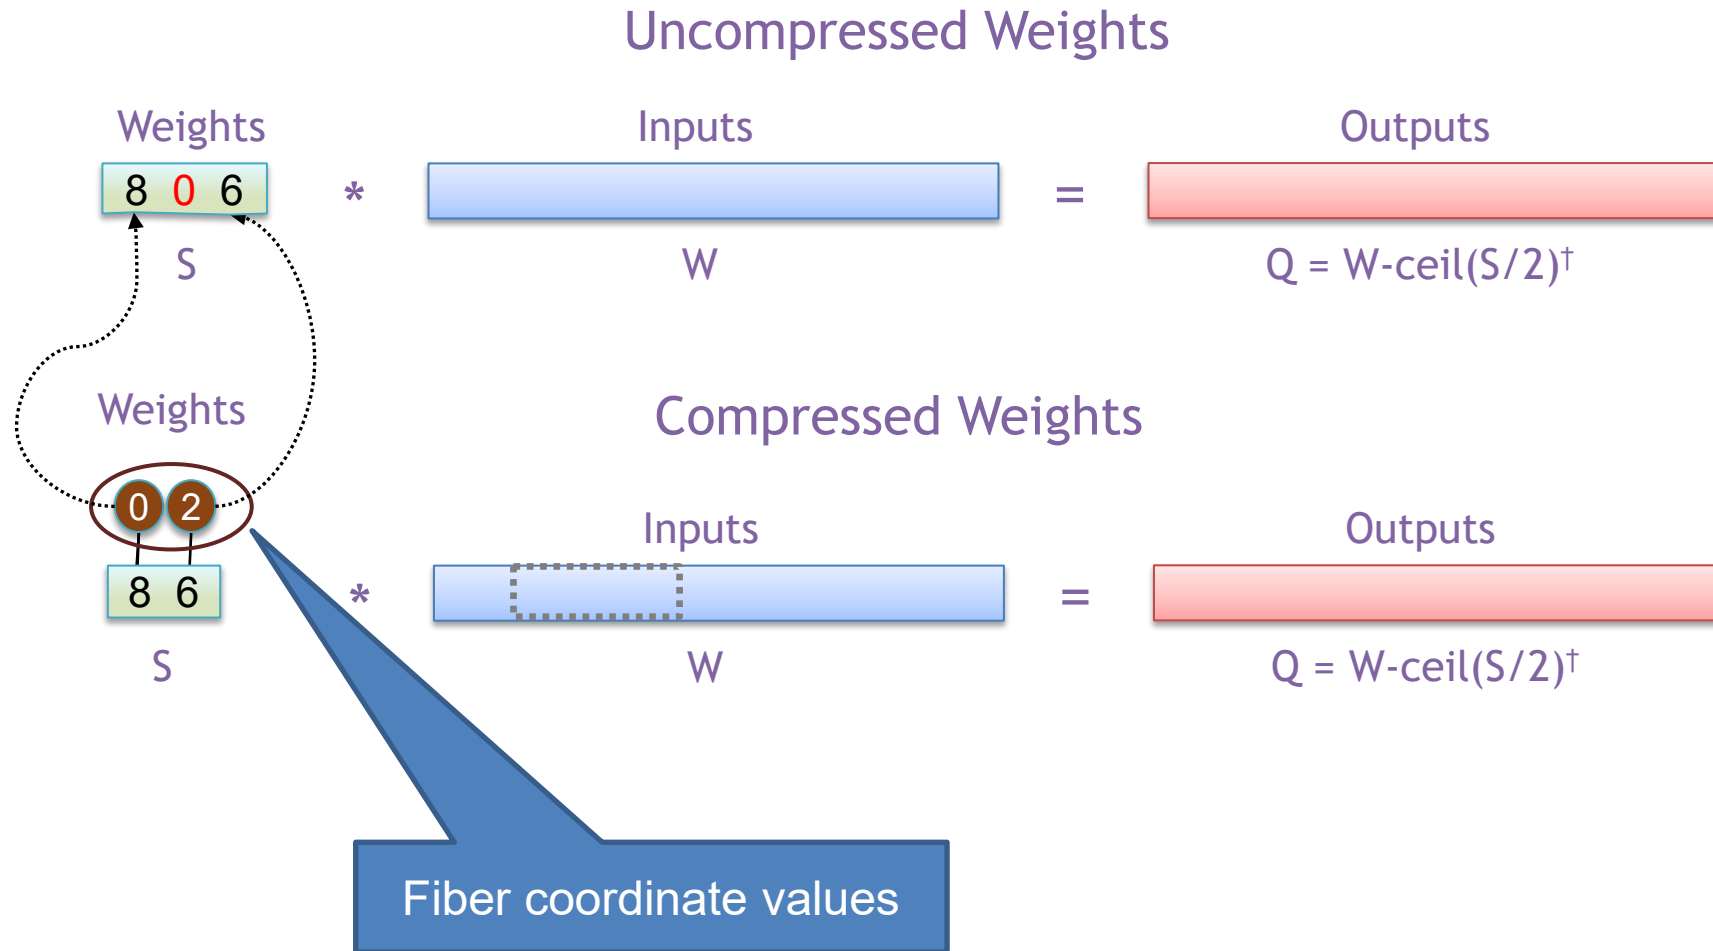 Uncompressed Weights
Weights
Inputs
Outputs
8 0 6
*
=
S
W
Q = W-ceil(S/2)†
Weights
Compressed Weights
0 2
Inputs
Outputs
8 6
*
=
S
W
Q = W-ceil(S/2)†
Fiber coordinate values